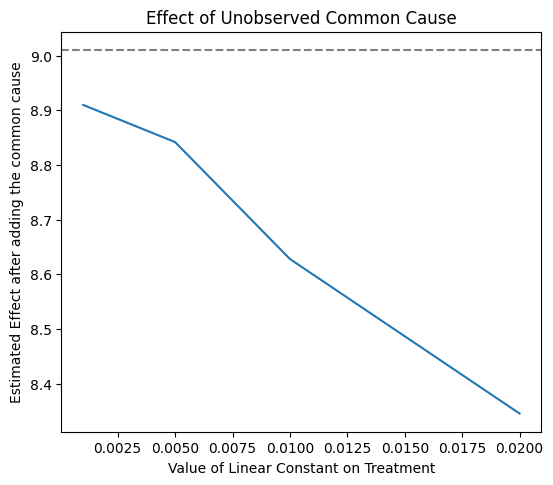 Effect of Unobserved Common Cause
Estimated Effect after adding the common cause
9.0
8.9
8.8
8.7
8.6
8.5
8.4
0.0025 0.0050 0.0075 0.0100 0.0125 0.0150 0.0175 0.0200
Value of Linear Constant on Treatment